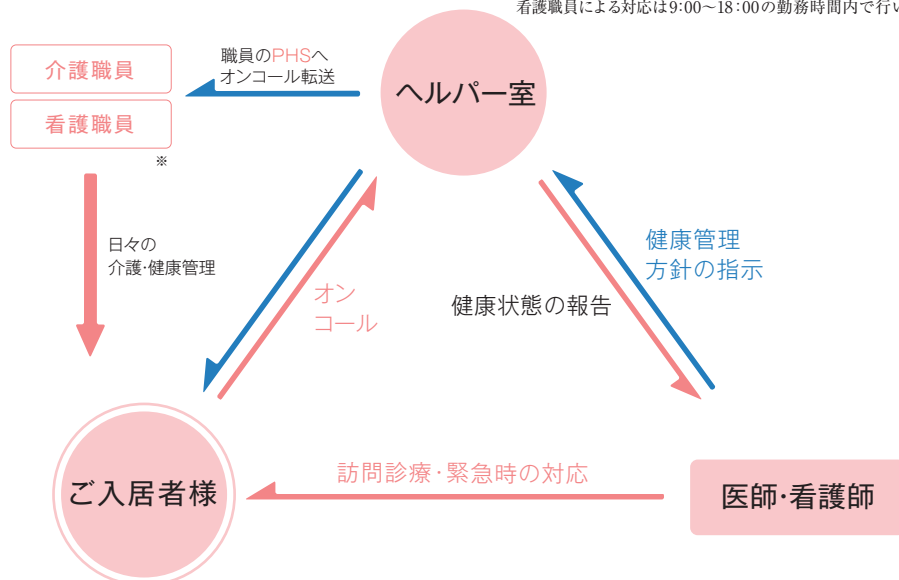 看護職員による対応は9:00～18:00の勤務時間内で行い
介護職員
看護職員
※
職員のPHSへ
オンコール転送
ヘルパー室
日々の
介護・健康管理
オン
コール
健康状態の報告
健康管理
方針の指示
ご入居者様
訪問診療・緊急時の対応
医師・看護師